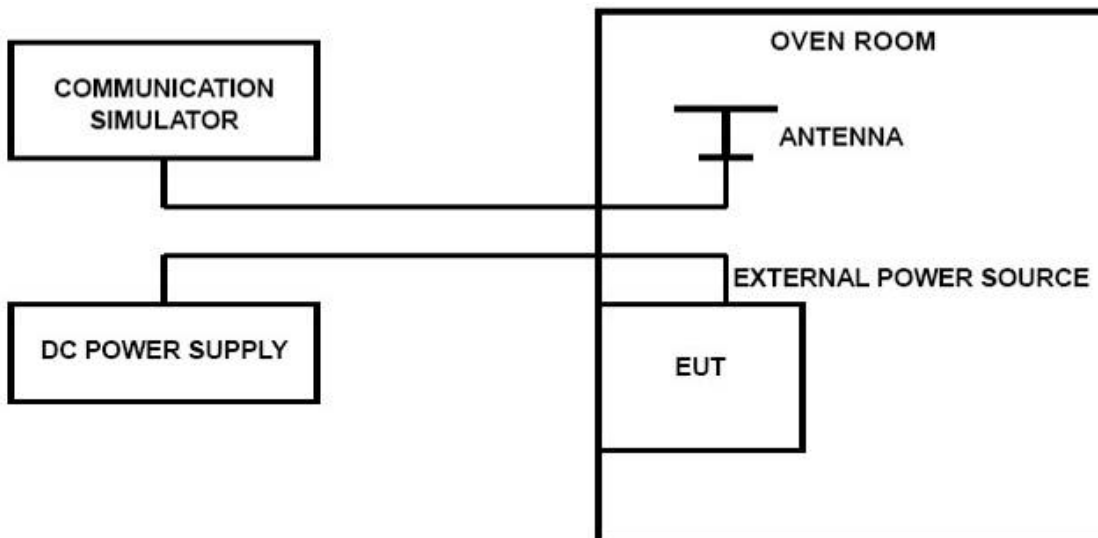 OVEN ROOM
COMMUNICATION
SIMULATOR
ANTENNA
EXTERNAL POWER SOURCE
DC POWER SUPPLY
EUT